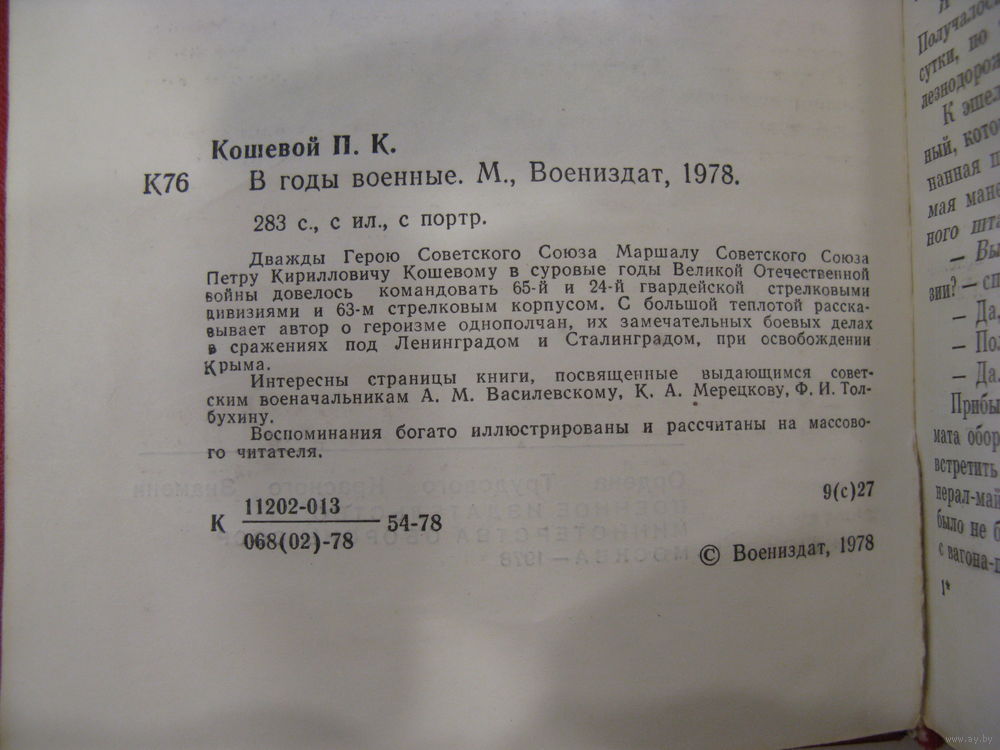 Кошевой П. К.
К76 В годы военные. М., Воениздат, 1978.
283 с., с ил., с портр.
Дважды Герою Советского Союза Маршалу Советского Союза
Петру Кирилловичу Кошевому в суровые годы Великой Отечественной
войны довелось командовать 65-й и 24-й гвардейской стрелковыми
дивизиями и 63-м стрелковым корпусом. С большой теплотой расска-
зывает автор о героизме однополчан, их замечательных боевых делах
в сражениях под Ленинградом и Сталинградом, при освобождении
Крыма.
Интересны страницы книги, посвященные выдающимся совет-
ским военачальникам А. М. Василевскому, К. А. Мерецкову, Ф. И. Тол-
бухину.
Воспоминания богато иллюстрированы и рассчитаны на массово-
го читателя.
К 11202-013 54-78
068(02)-78
9(с)27
© Воениздат, 1978
Получалос
сутки, по
лезнодорож
К эшел
ный, кото
нанная п
мая мане
ного шта
— Вы
зии? — сп
— Да
— Пол
— Да
Прибы
мата обор
встретить
нерал-май
было не б
с вагона-п
1*
www.ay.by